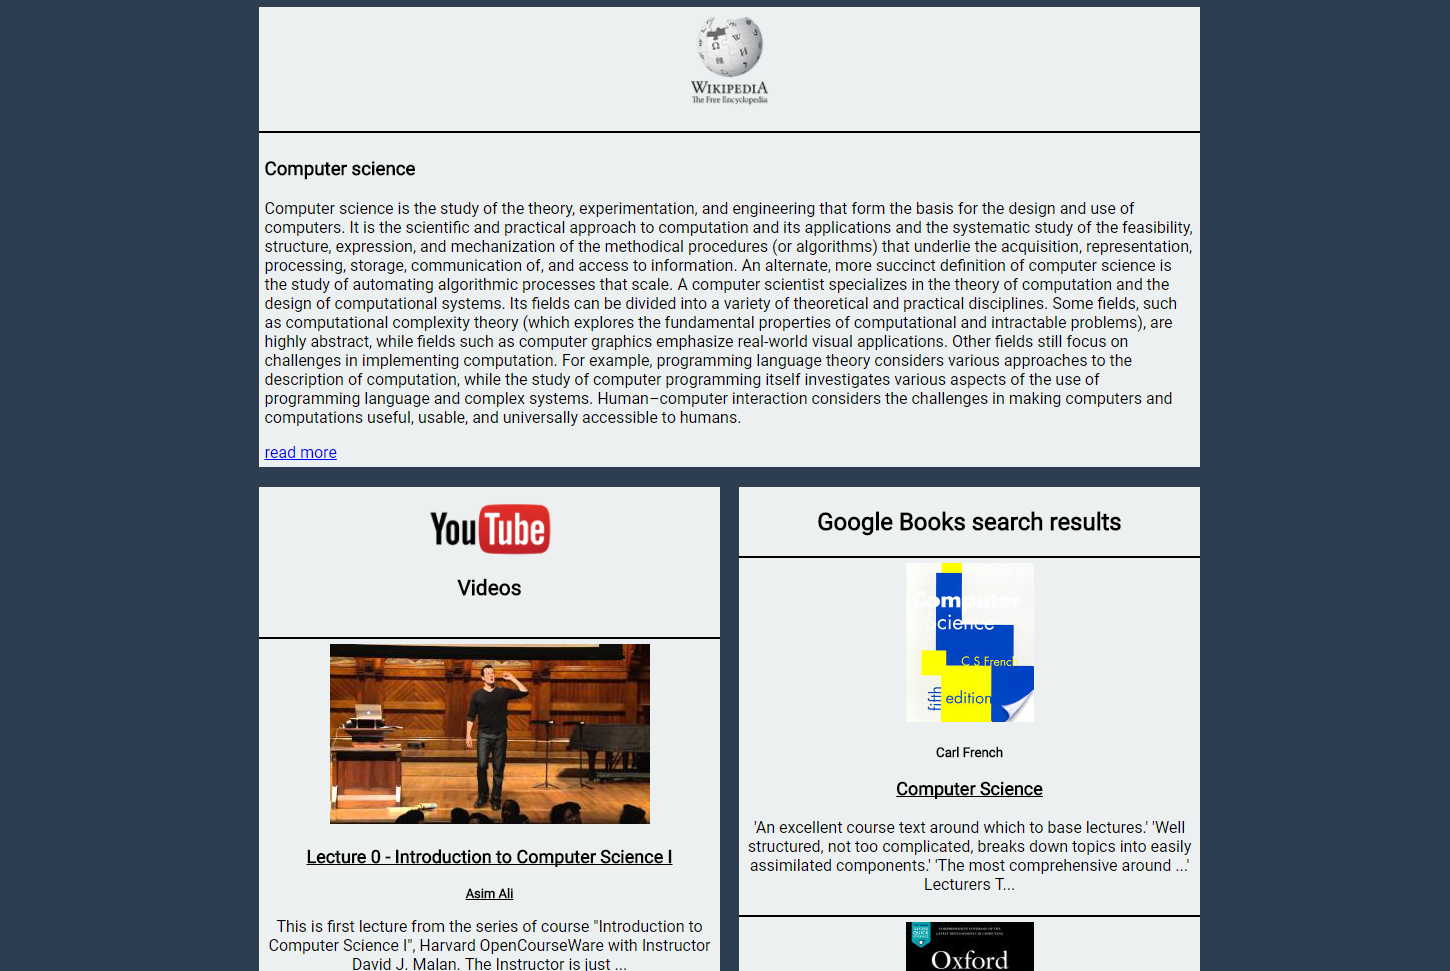 WIKIPEDIA
The Free Encyclopedia
Computer science
Computer science is the study of the theory, experimentation, and engineering that form the basis for the design and use of
computers. It is the scientific and practical approach to computation and its applications and the systematic study of the feasibility,
structure, expression, and mechanization of the methodical procedures (or algorithms) that underlie the acquisition, representation,
processing, storage, communication of, and access to information. An alternate, more succinct definition of computer science is
the study of automating algorithmic processes that scale. A computer scientist specializes in the theory of computation and the
design of computational systems. Its fields can be divided into a variety of theoretical and practical disciplines. Some fields, such
as computational complexity theory (which explores the fundamental properties of computational and intractable problems), are
highly abstract, while fields such as computer graphics emphasize real-world visual applications. Other fields still focus on
challenges in implementing computation. For example, programming language theory considers various approaches to the
description of computation, while the study of computer programming itself investigates various aspects of the use of
programming language and complex systems. Human–computer interaction considers the challenges in making computers and
computations useful, usable, and universally accessible to humans.
read more
YouTube
Videos
Lecture 0 - Introduction to Computer Science I
Asim Ali
This is first lecture from the series of course "Introduction to
Computer Science I", Harvard OpenCourseWare with Instructor
David J. Malan. The Instructor is just ...
Google Books search results
Computer
Science
C S French
fifth edition
Carl French
Computer Science
'An excellent course text around which to base lectures.' 'Well
structured, not too complicated, breaks down topics into easily
assimilated components.' 'The most comprehensive around ...'
Lecturers T...
Oxford